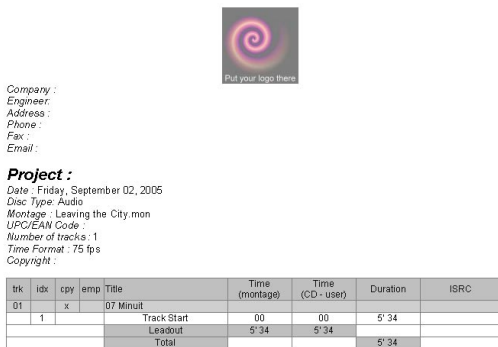 Put your logo there
Company :
Engineer:
Address :
Phone :
Fax :
Email :
Project :
Date : Friday, September 02, 2005
Disc Type: Audio
Montage : Leaving the City.mon
UPC/EAN Code :
Number of tracks : 1
Time Format : 75 fps
Copyright :
trk idx cpy emp Title Time (montage) Time (CD - user) Duration ISRC
01 x 07 Minuit
1 Track Start 00 00 5' 34
Leadout 5' 34 5' 34
Total 5' 34